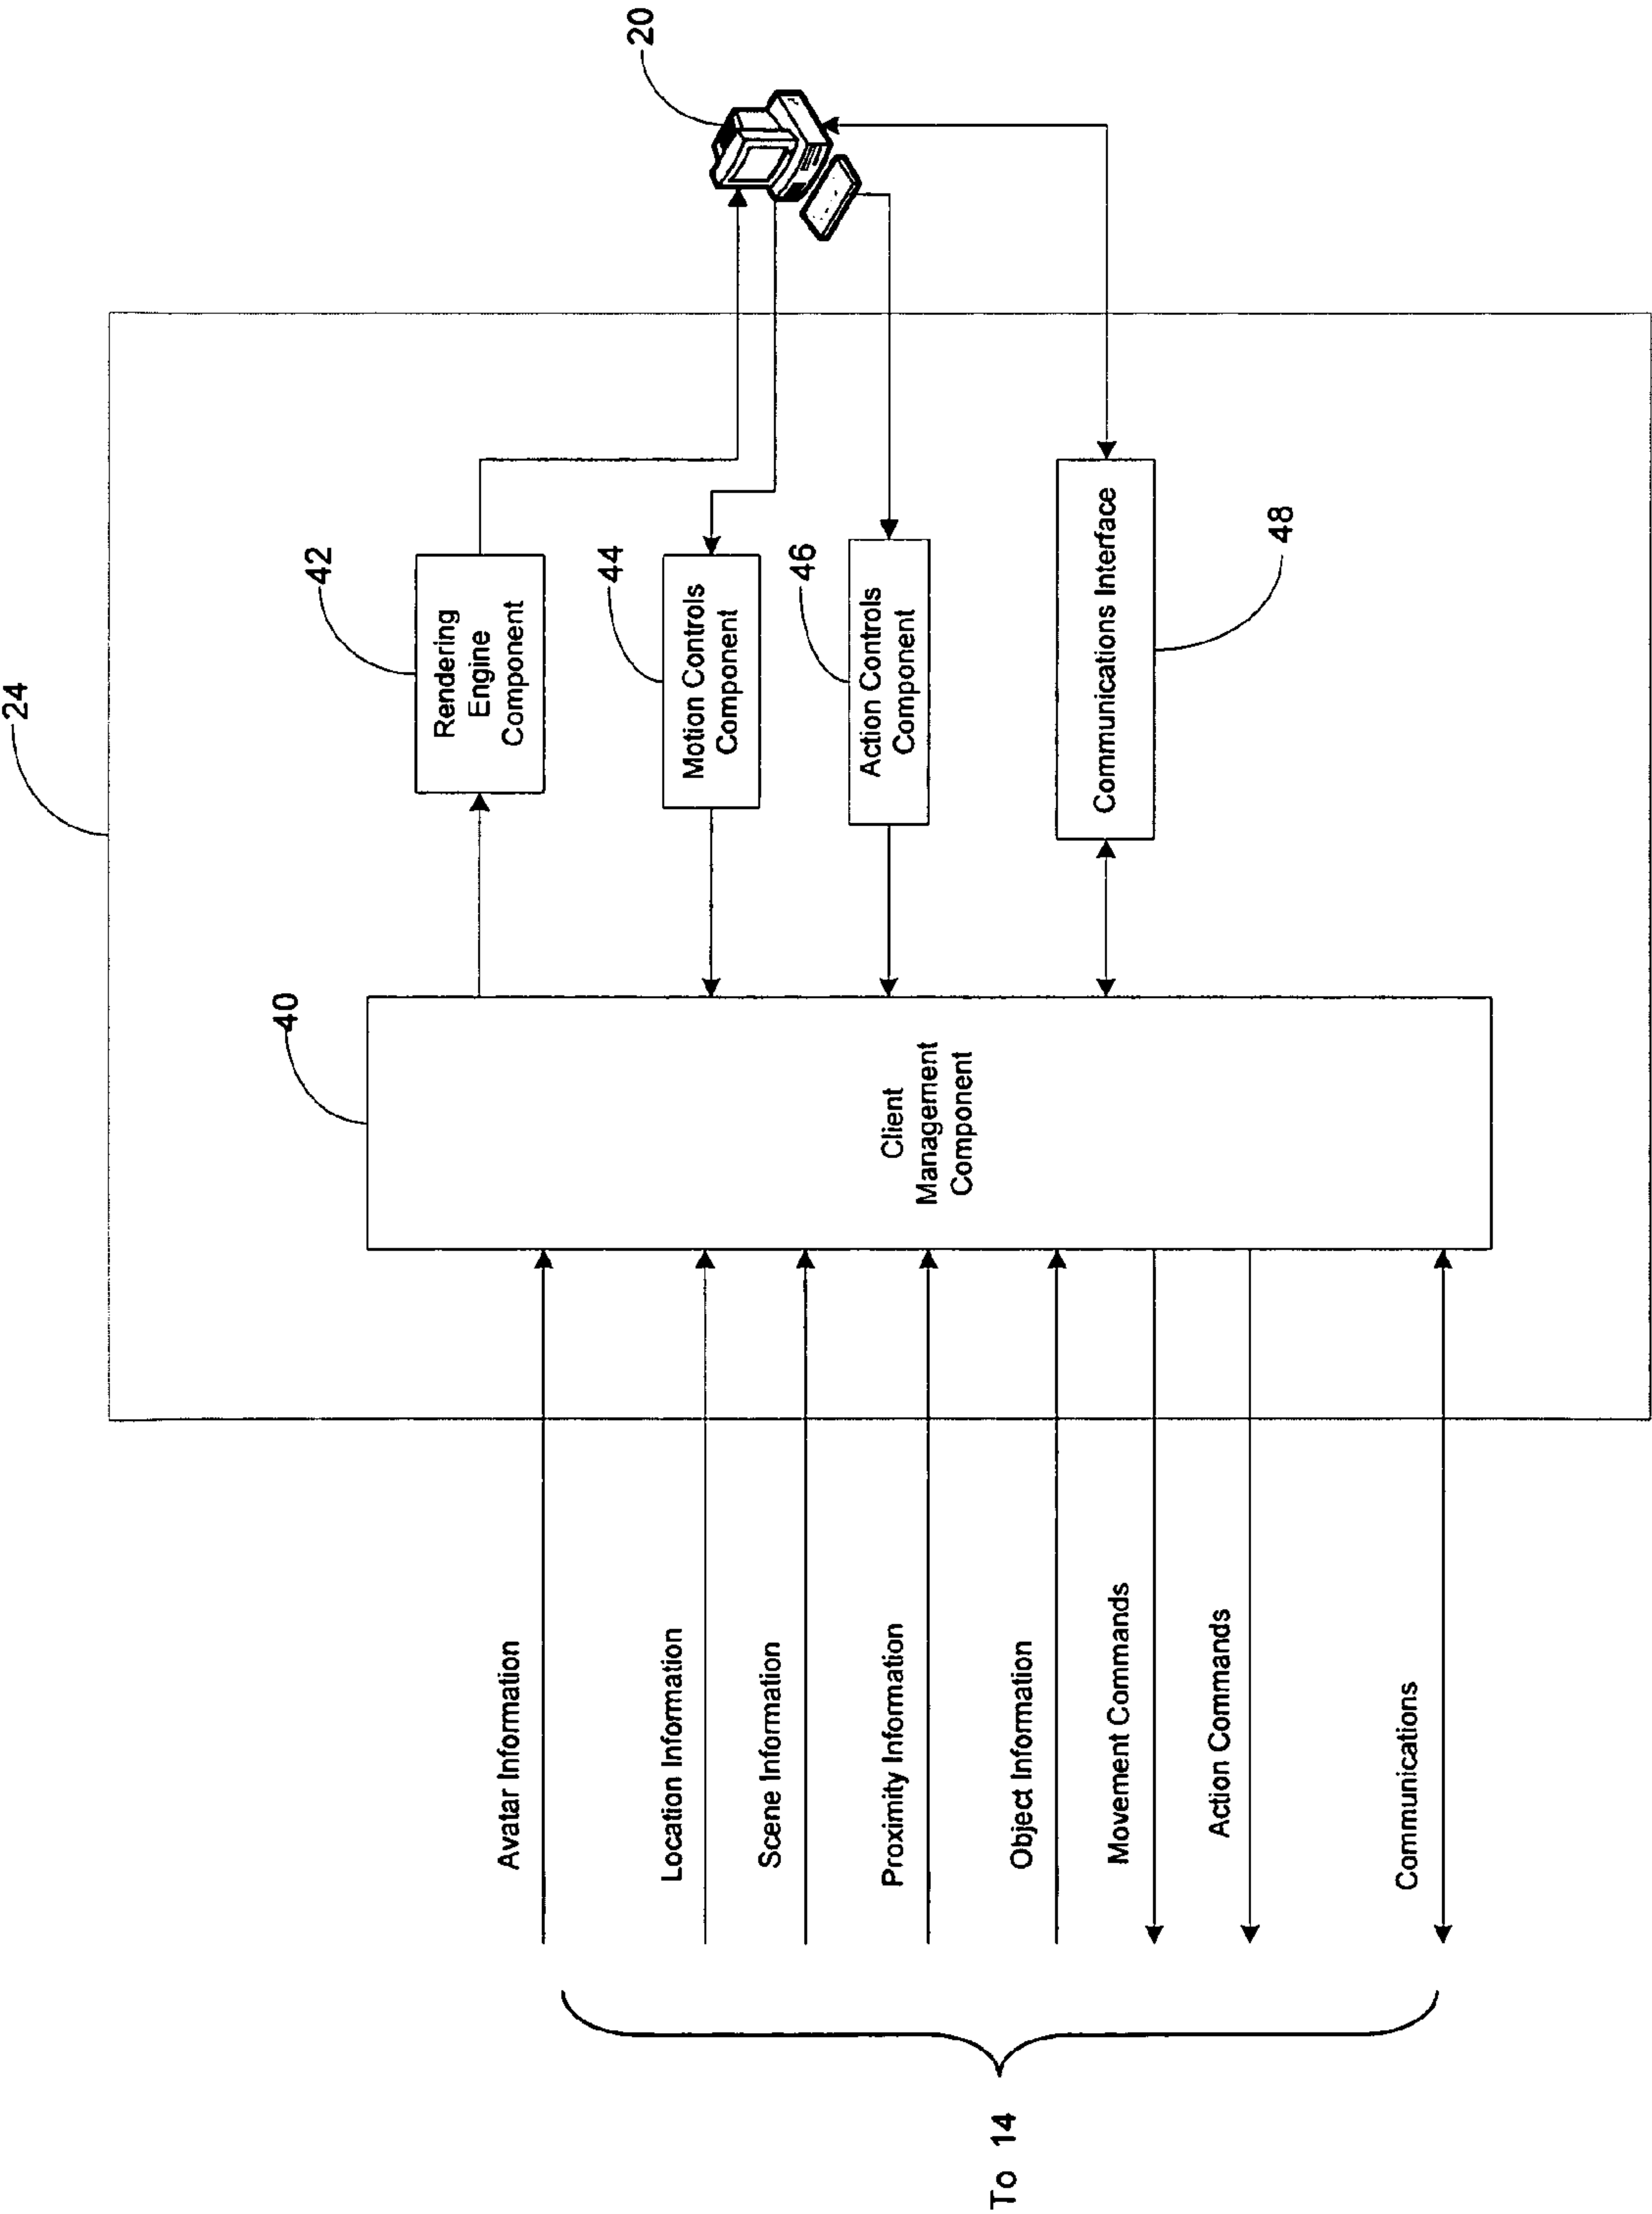 24
20
42
Rendering
Engine
Component
40
44
Motion Controls
Component
46
Action Controls
Component
Communications Interface
48
Client
Management
Component
Avatar Information
Location Information
Scene Information
Proximity Information
Object Information
Movement Commands
Action Commands
Communications
To 14